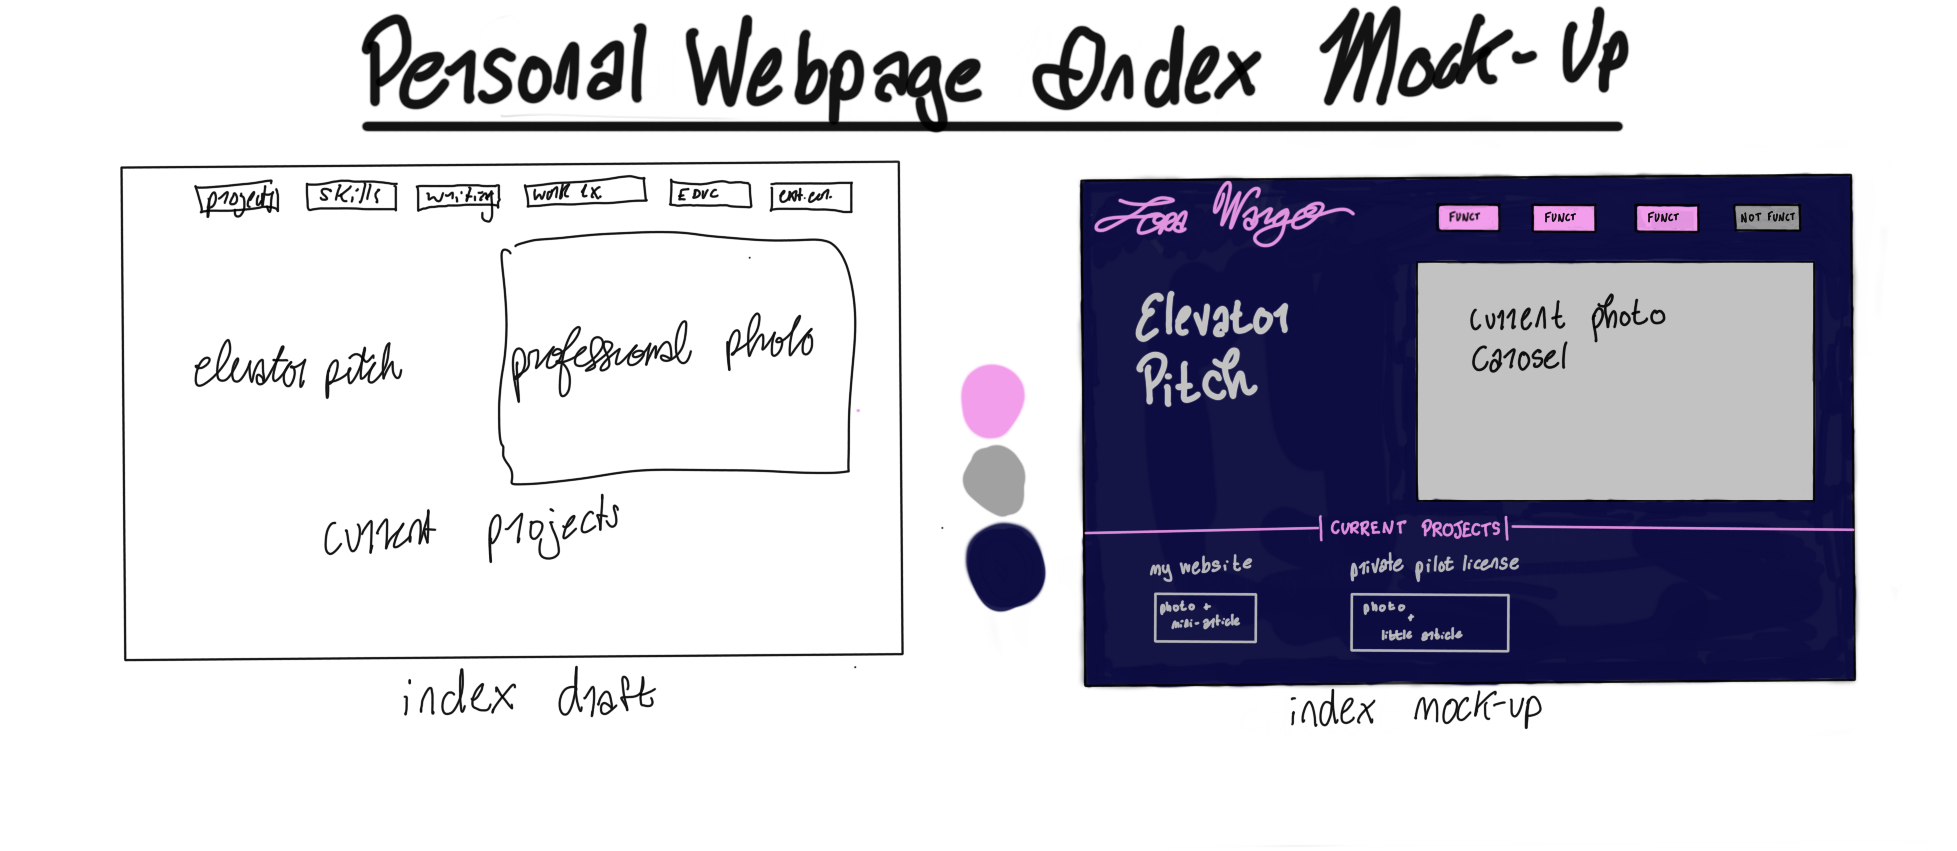 Personal Webpage Index Mock-Up
projects skills writing work Ex EDUC ext.cur.
elevator pitch
professional photo
current projects
index draft
Lora Wargo
FUNCT FUNCT FUNCT NOT FUNCT
Elevator
Pitch
current photo
carosel
CURRENT PROJECTS
my website
photo +
mini-article
private pilot license
photo
+
little article
index mock-up